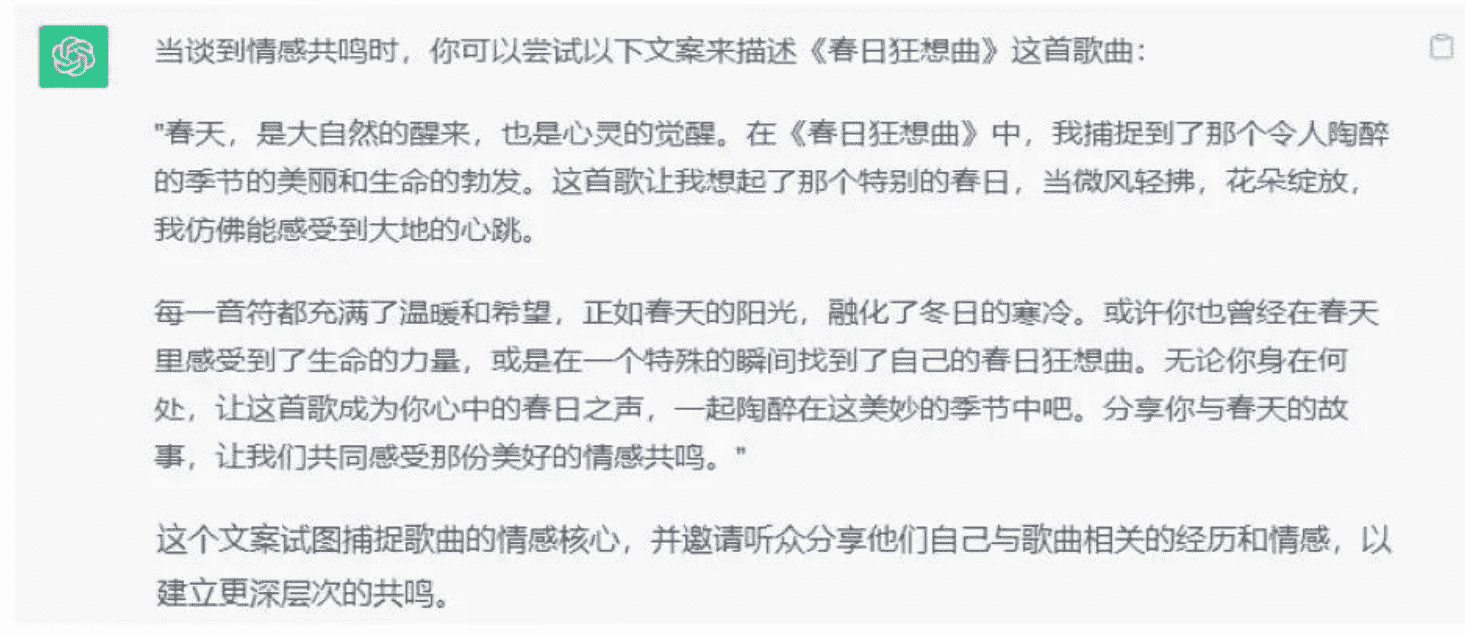 当谈到情感共鸣时，你可以尝试以下文案来描述《春日狂想曲》这首歌曲：
"春天，是大自然的醒来，也是心灵的觉醒。在《春日狂想曲》中，我捕捉到了那个令人陶醉
的季节的美丽和生命的勃发。这首歌让我想起了那个特别的春日，当微风轻拂，花朵绽放，
我仿佛能感受到大地的心跳。
每一音符都充满了温暖和希望，正如春天的阳光，融化了冬日的寒冷。或许你也曾经在春天
里感受到了生命的力量，或是在一个特殊的瞬间找到了自己的春日狂想曲。无论你身在何
处，让这首歌成为你心中的春日之声，一起陶醉在这美妙的季节中吧。分享你与春天的故
事，让我们共同感受那份美好的情感共鸣。"
这个文案试图捕捉歌曲的情感核心，并邀请听众分享他们自己与歌曲相关的经历和情感，以
建立更深层次的共鸣。